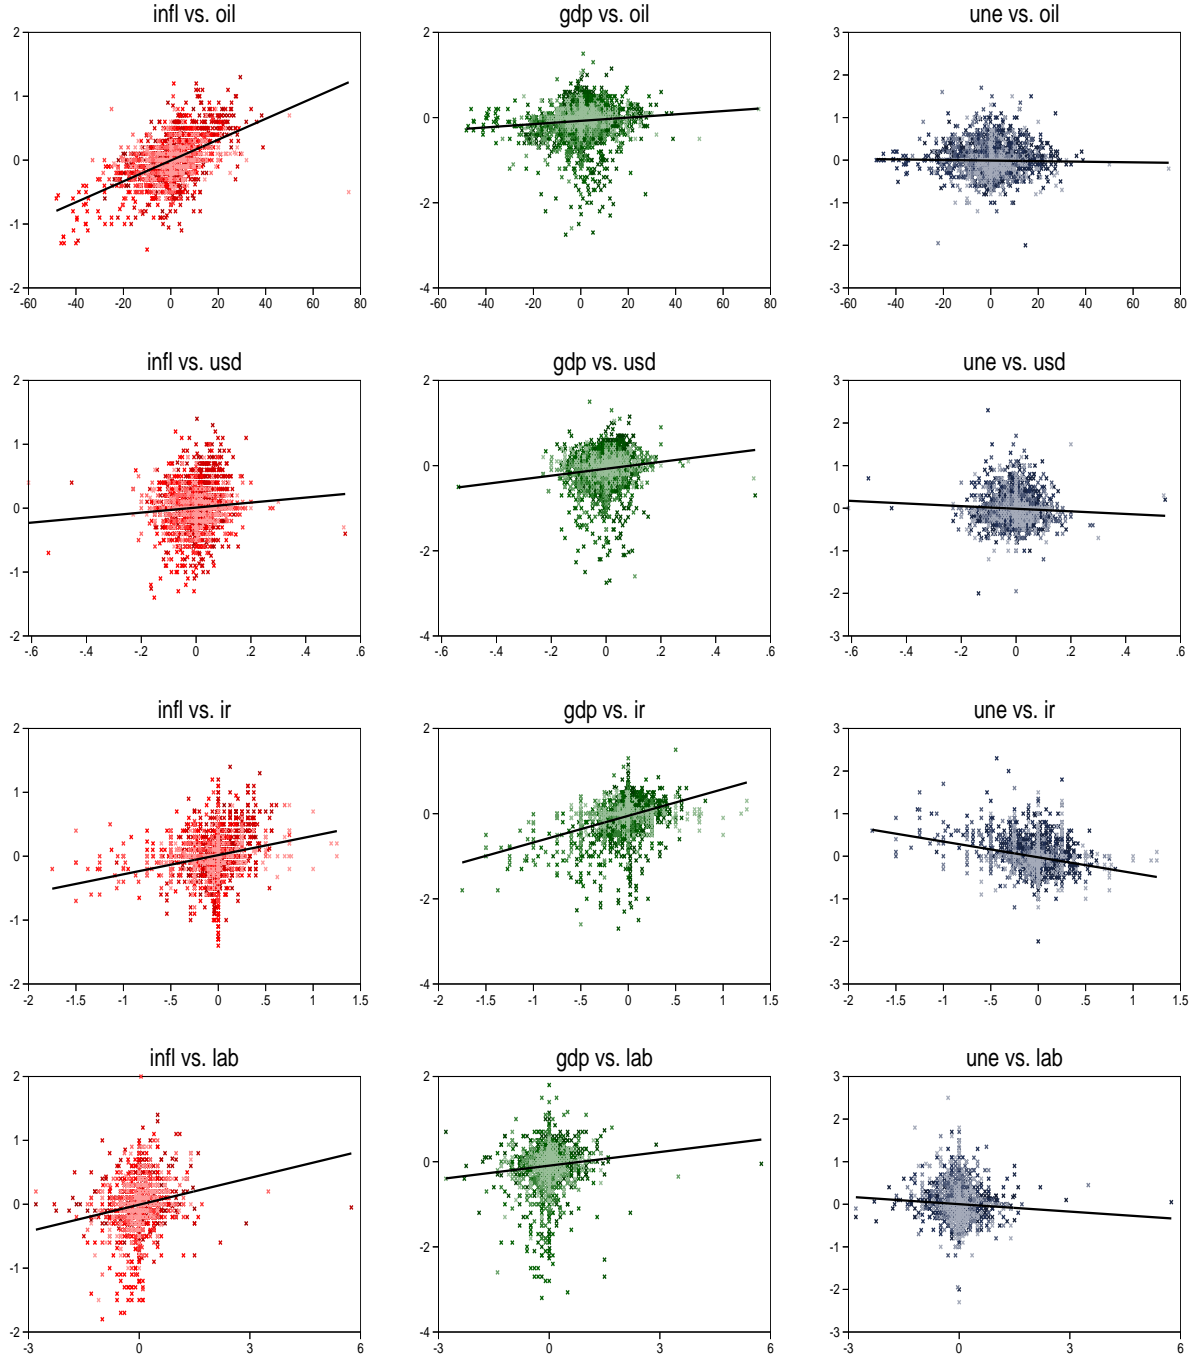 infl vs. oil gdp vs. oil une vs. oil
2 2 3
1 2
0 1
0 0
-1 -2 -1
-2
-2 -4 -3
-60 -40 -20 0 20 40 60 80 -60 -40 -20 0 20 40 60 80 -60 -40 -20 0 20 40 60 80
infl vs. usd gdp vs. usd une vs. usd
2 2 3
1 2
0 1
0 0
-1 -2 -1
-2
-2 -4 -3
-.6 -.4 -.2 0 .2 .4 .6 -.6 -.4 -.2 0 .2 .4 .6 -.6 -.4 -.2 0 .2 .4 .6
infl vs. ir gdp vs. ir une vs. ir
2 2 3
1 2
0 1
0 0
-1 -2 -1
-2
-2 -4 -3
-2 -1.5 -1 -.5 0 .5 1 1.5 -2 -1.5 -1 -.5 0 .5 1 1.5 -2 -1.5 -1 -.5 0 .5 1 1.5
infl vs. lab gdp vs. lab une vs. lab
2 2 3
1 2
0 1
0 0
-1 -2 -1
-2
-2 -4 -3
-3 0 3 6 -3 0 3 6 -3 0 3 6